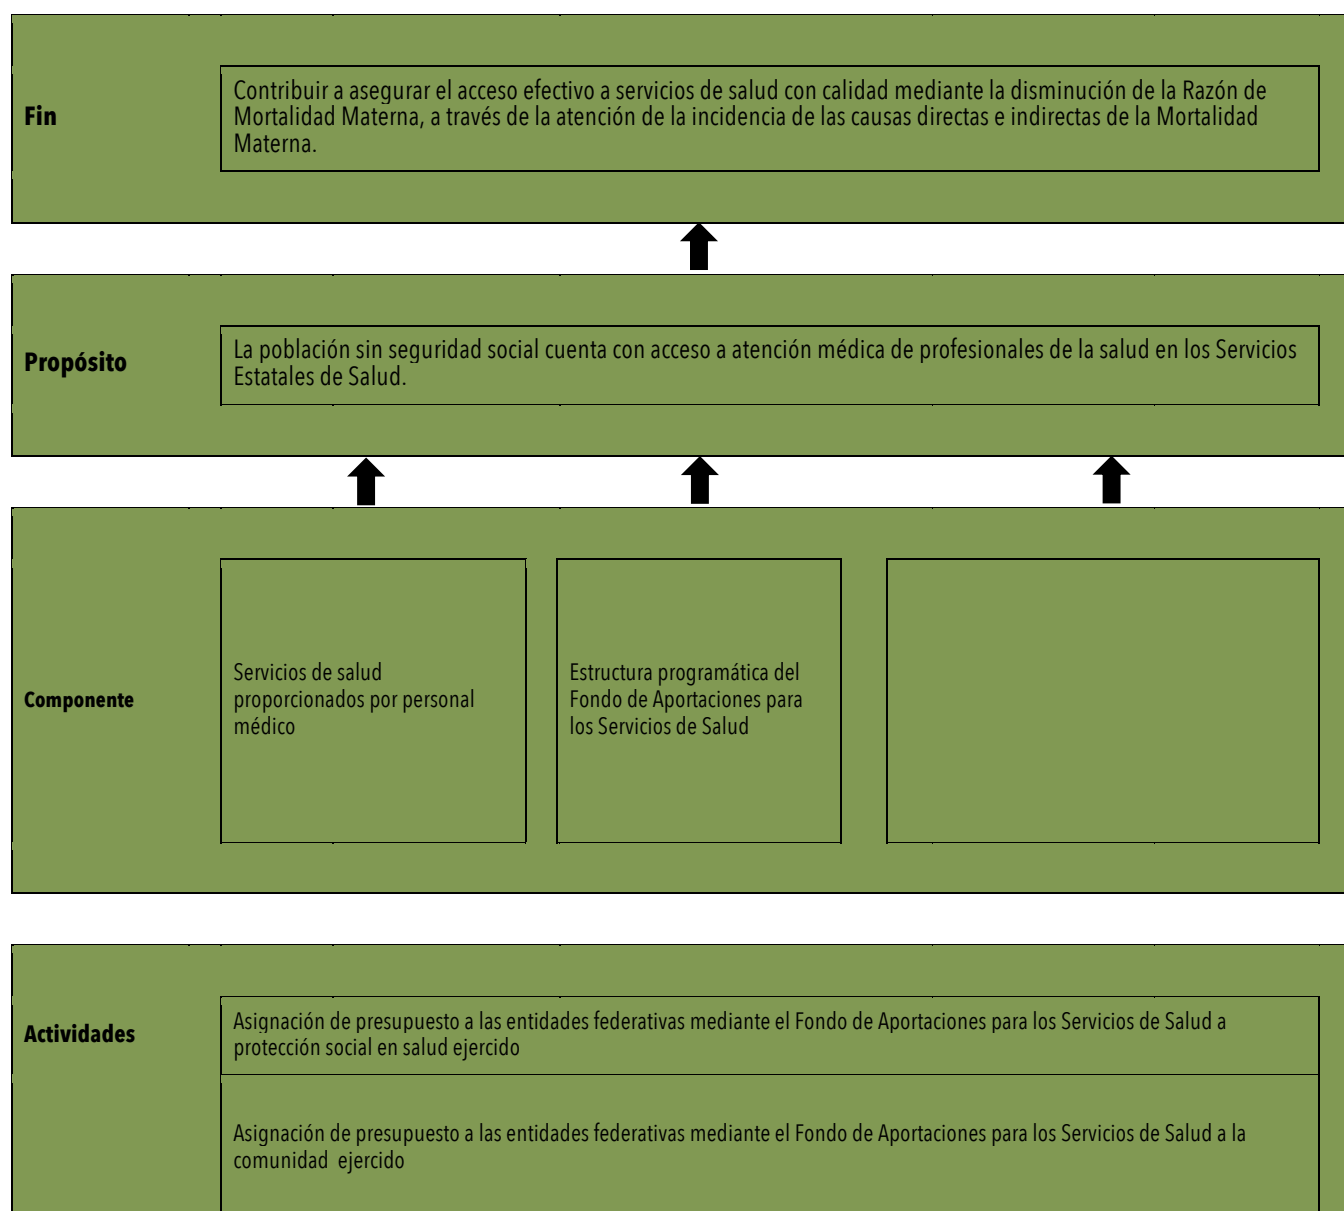 Fin
Contribuir a asegurar el acceso efectivo a servicios de salud con calidad mediante la disminución de la Razón de
Mortalidad Materna, a través de la atención de la incidencia de las causas directas e indirectas de la Mortalidad
Materna.
Propósito
La población sin seguridad social cuenta con acceso a atención médica de profesionales de la salud en los Servicios
Estatales de Salud.
Componente
Servicios de salud
proporcionados por personal
médico
Estructura programática del
Fondo de Aportaciones para
los Servicios de Salud
Actividades
Asignación de presupuesto a las entidades federativas mediante el Fondo de Aportaciones para los Servicios de Salud a
protección social en salud ejercido
Asignación de presupuesto a las entidades federativas mediante el Fondo de Aportaciones para los Servicios de Salud a la
comunidad ejercido